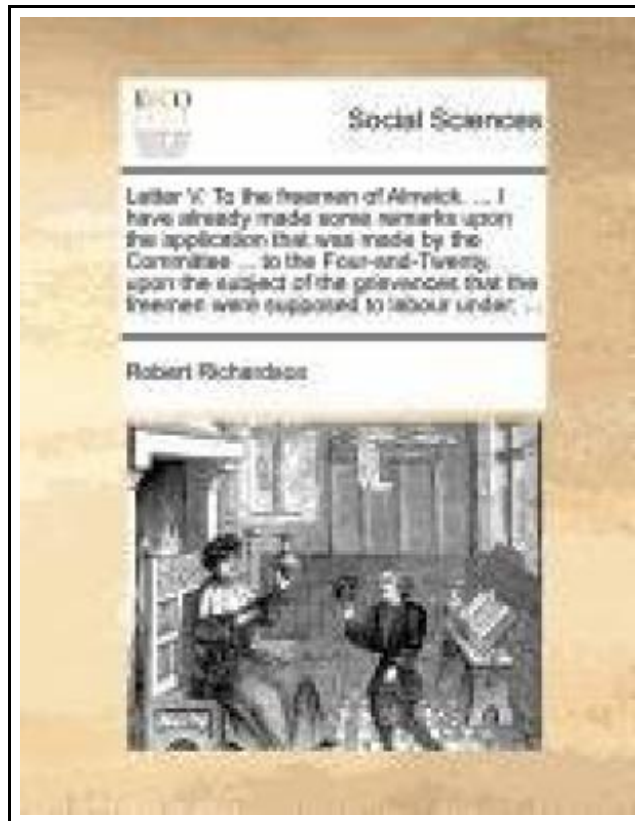 ECCO
Social Sciences
Letter V. To the freemen of Alnwick. ... I
have already made some remarks upon
the application that was made by the
Committee ... to the Four-and-Twenty,
upon the subject of the grievances that the
freemen were supposed to labour under, ...
Robert Richardson